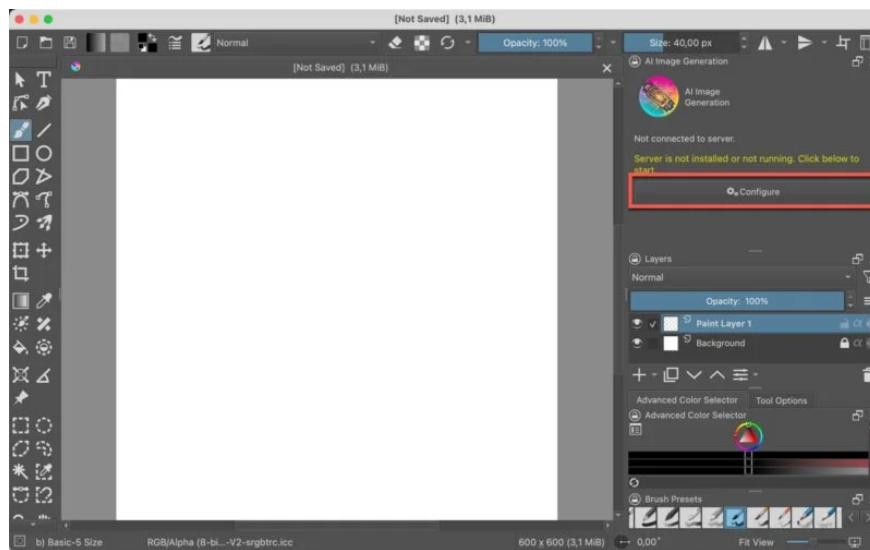 [Not Saved] (3,1 MiB)
Normal
Opacity: 100%
Size: 40,00 px
[Not Saved] (3,1 MiB)
AI Image Generation
AI Image
Generation
Not connected to server.
Server is not installed or not running. Click below to
start.
Configure
Layers
Normal
Opacity: 100%
Paint Layer 1
Background
Advanced Color Selector
Tool Options
Advanced Color Selector
Brush Presets
b) Basic-5 Size
RGB/Alpha (8-bi...-V2-srgbtrc.icc
600 x 600 (3,1 MiB)
0,00°
Fit View